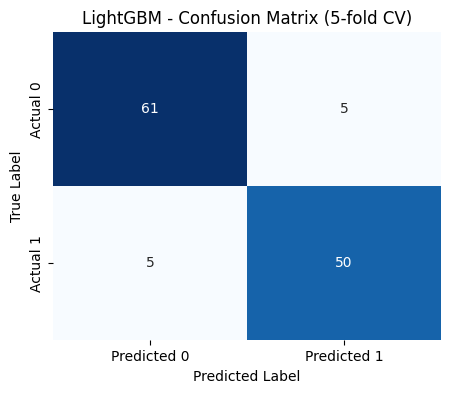 LightGBM - Confusion Matrix (5-fold CV)
True Label
Actual 0
61
5
Actual 1
5
50
Predicted 0
Predicted 1
Predicted Label